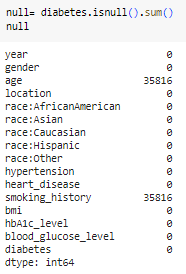 null= diabetes.isnull().sum()
null
year 0
gender 0
age 35816
location 0
race:AfricanAmerican 0
race:Asian 0
race:Caucasian 0
race:Hispanic 0
race:Other 0
hypertension 0
heart_disease 0
smoking_history 35816
bmi 0
hbA1c_level 0
blood_glucose_level 0
diabetes 0
dtype: int64